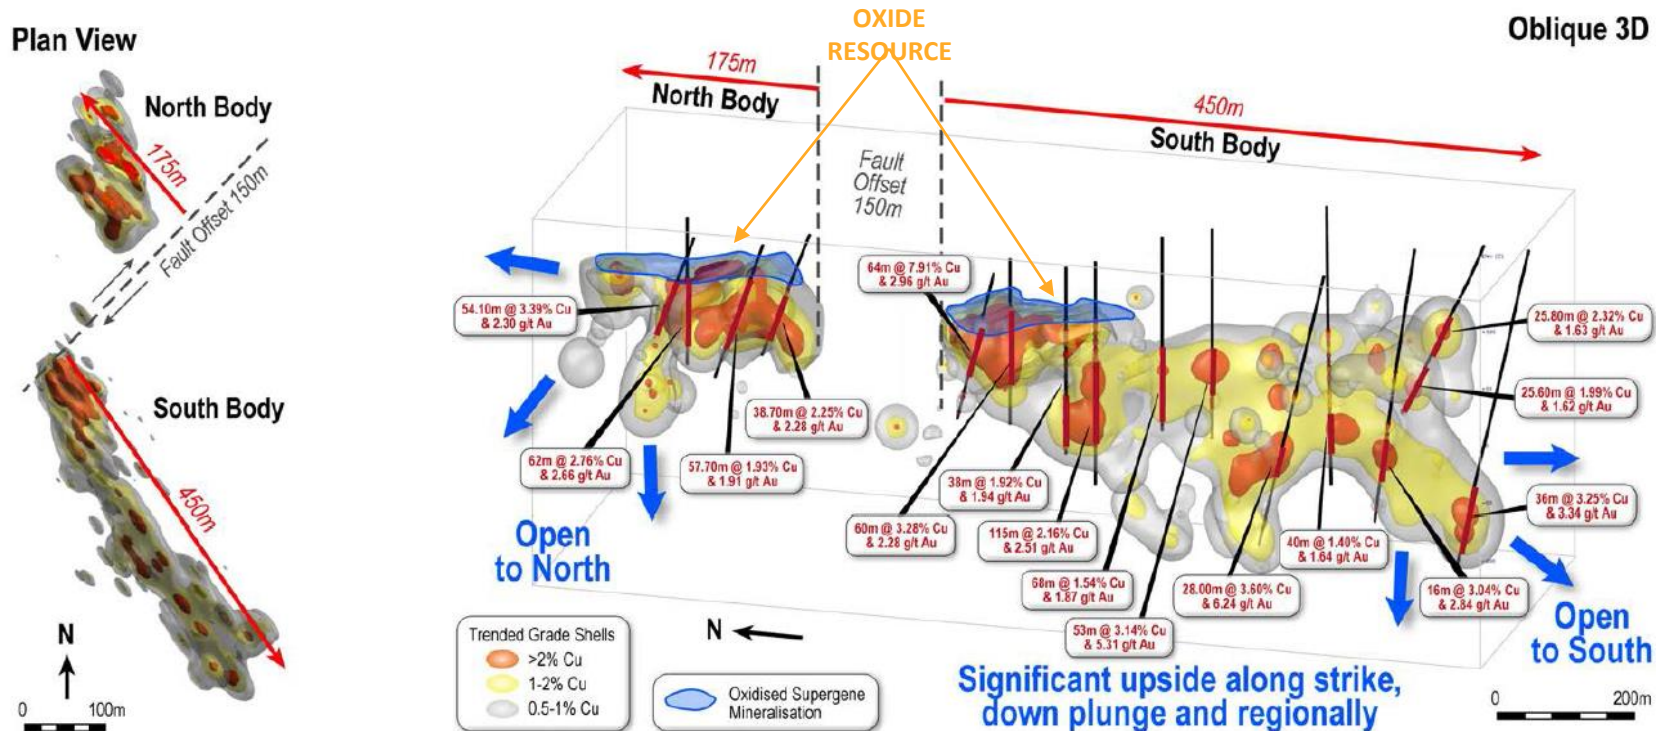 Plan View
North Body
175m
Fault Offset 150m
South Body
450m
N
0 100m
OXIDE
RESOURCE
Oblique 3D
175m
North Body
450m
South Body
Fault
Offset
150m
64m @ 7.91% Cu
& 2.96 g/t Au
54.10m @ 3.39% Cu
& 2.30 g/t Au
38.70m @ 2.25% Cu
& 2.28 g/t Au
62m @ 2.76% Cu
& 2.66 g/t Au
57.70m @ 1.93% Cu
& 1.91 g/t Au
25.80m @ 2.32% Cu
& 1.63 g/t Au
25.60m @ 1.99% Cu
& 1.62 g/t Au
38m @ 1.92% Cu
& 1.94 g/t Au
60m @ 3.28% Cu
& 2.28 g/t Au
115m @ 2.16% Cu
& 2.51 g/t Au
36m @ 3.25% Cu
& 3.34 g/t Au
40m @ 1.40% Cu
& 1.64 g/t Au
68m @ 1.54% Cu
& 1.87 g/t Au
28.00m @ 3.60% Cu
& 6.24 g/t Au
16m @ 3.04% Cu
& 2.84 g/t Au
53m @ 3.14% Cu
& 5.31 g/t Au
Open
to North
Open
to South
N
Trended Grade Shells
>2% Cu
1-2% Cu
0.5-1% Cu
Oxidised Supergene
Mineralisation
Significant upside along strike,
down plunge and regionally
0 200m